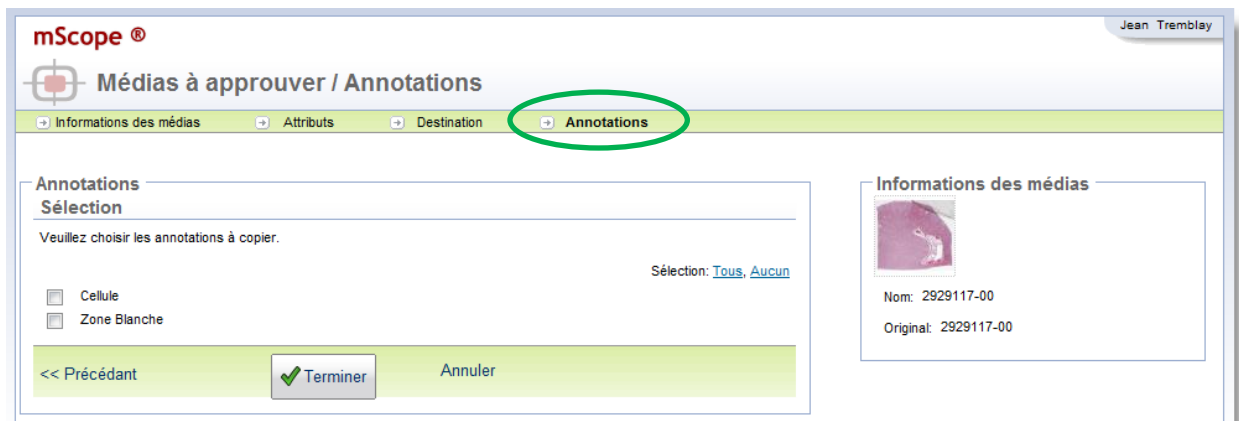 Jean Tremblay
mScope ®
Médias à approuver / Annotations
Informations des médias Attributs Destination Annotations
Annotations
Sélection
Veuillez choisir les annotations à copier.
Sélection: Tous, Aucun
Cellule
Zone Blanche
<< Précédant Terminer Annuler
Informations des médias
Nom: 2929117-00
Original: 2929117-00